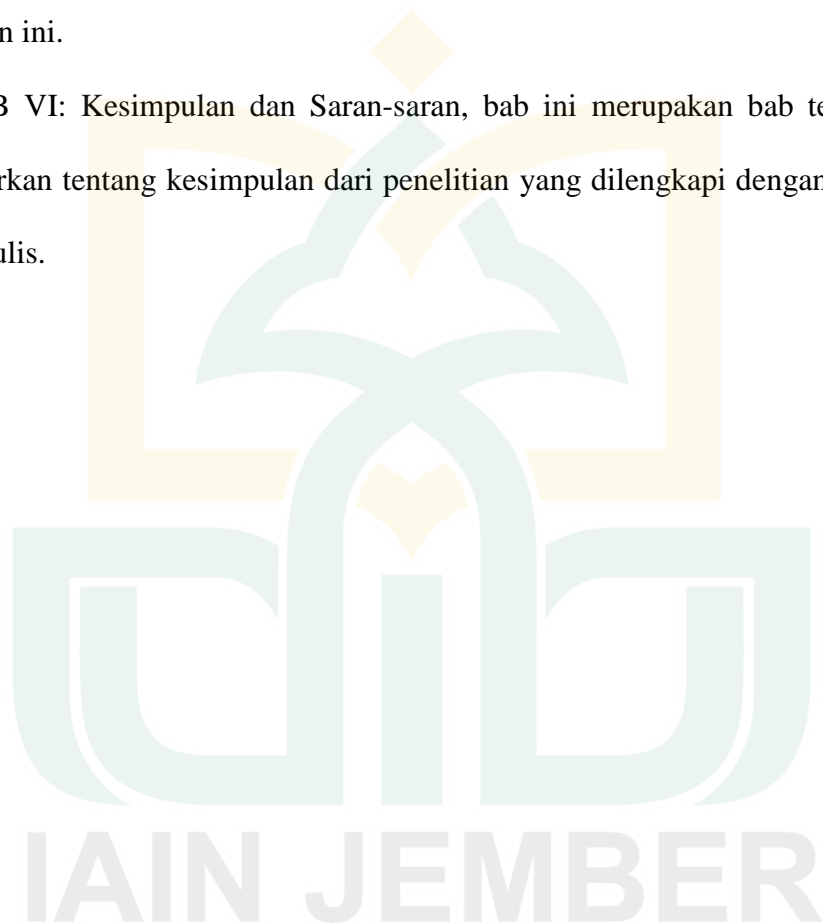 n ini.
B VI: Kesimpulan dan Saran-saran, bab ini merupakan bab te
rkan tentang kesimpulan dari penelitian yang dilengkapi dengan
ulis.
IAIN JEMBER